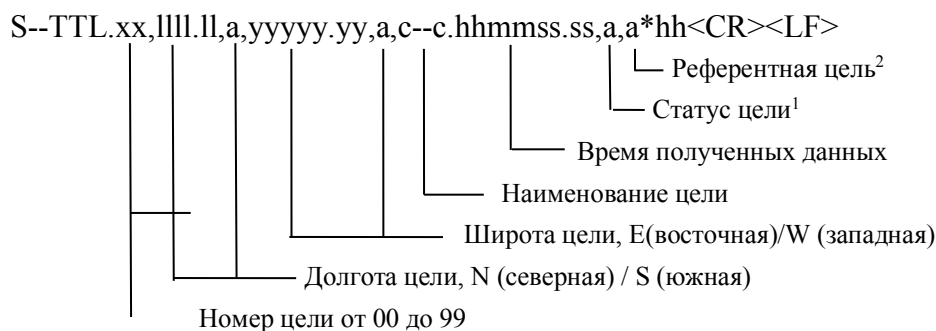 S--TTL.xx,llll.ll,a,yyyyy.yy,a,c--c.hhmmss.ss,a,a*hh<CR><LF>
Референтная цель²
Статус цели¹
Время полученных данных
Наименование цели
Широта цели, E(восточная)/W (западная)
Долгота цели, N (северная) / S (южная)
Номер цели от 00 до 99